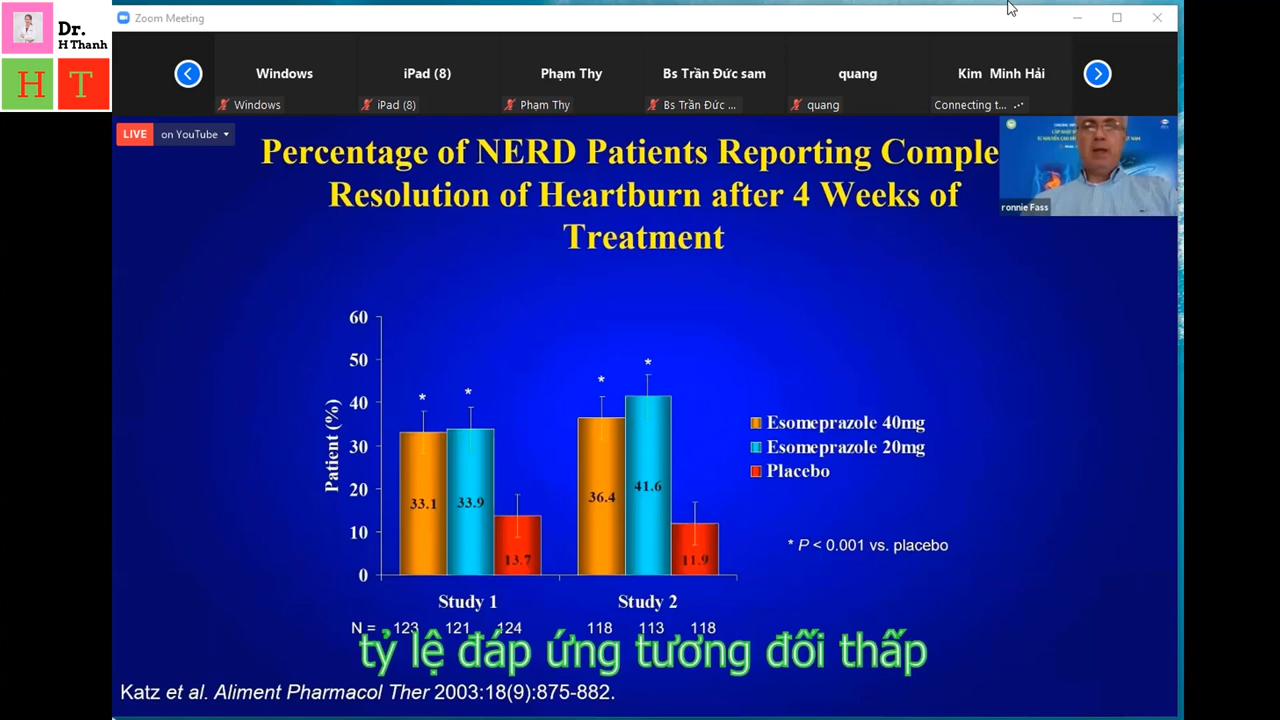 Dr.
H Thanh
H T
Zoom Meeting
Windows
iPad (8)
Phạm Thy
Bs Trần Đức sam
quang
Kim Minh Hải
Windows
iPad (8)
Phạm Thy
Bs Trần Đức ...
quang
Connecting t...
LIVE on YouTube
ronnie Fass
Percentage of NERD Patients Reporting Comple
Resolution of Heartburn after 4 Weeks of
Treatment
Patient (%)
60
50
40
30
20
10
0
* * * *
33.1 33.9 13.7 36.4 41.6 11.9
Esomeprazole 40mg
Esomeprazole 20mg
Placebo
* P < 0.001 vs. placebo
Study 1 Study 2
N = 123 121 124 118 113 118
tỷ lệ đáp ứng tương đối thấp
Katz et al. Aliment Pharmacol Ther 2003:18(9):875-882.